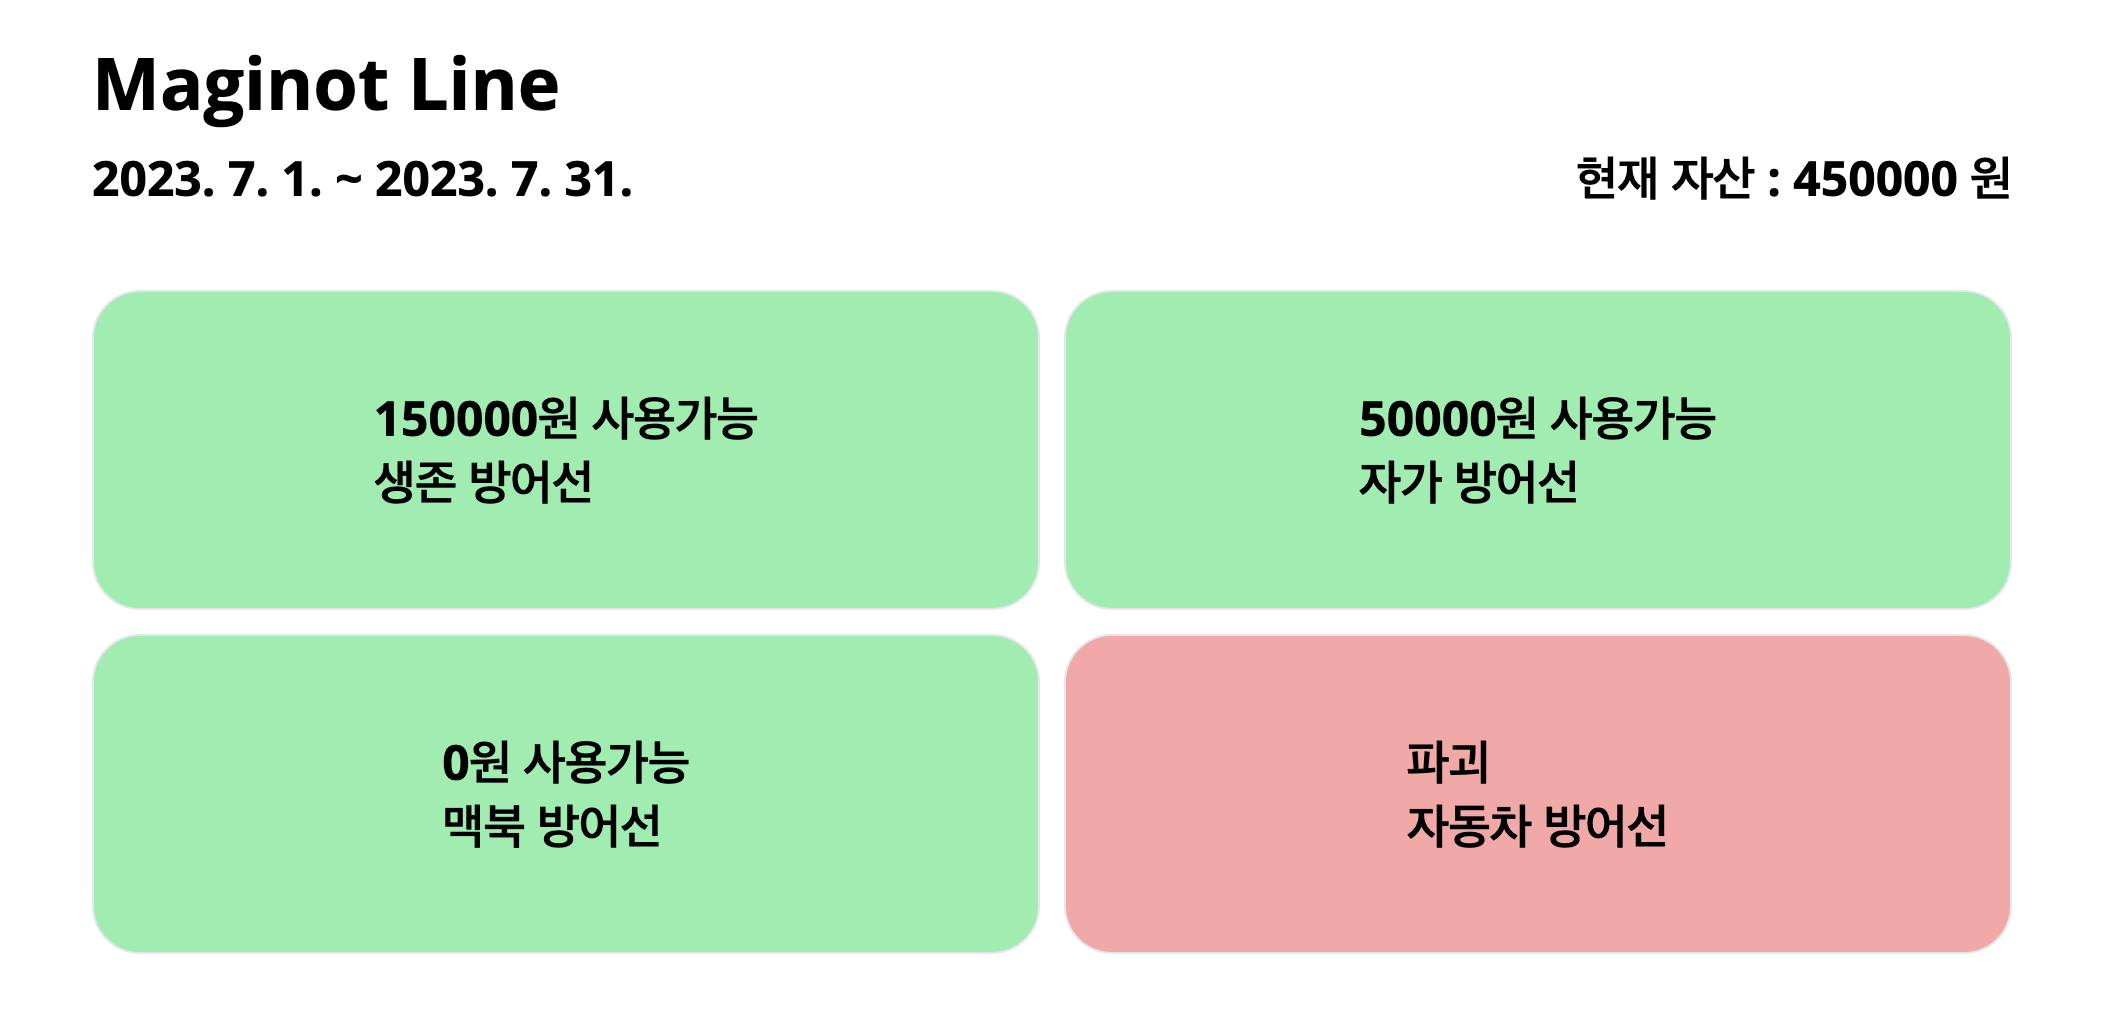 Maginot Line
2023. 7. 1. ~ 2023. 7. 31.
현재 자산 : 450000 원
150000원 사용가능
생존 방어선
50000원 사용가능
자가 방어선
0원 사용가능
맥북 방어선
파괴
자동차 방어선